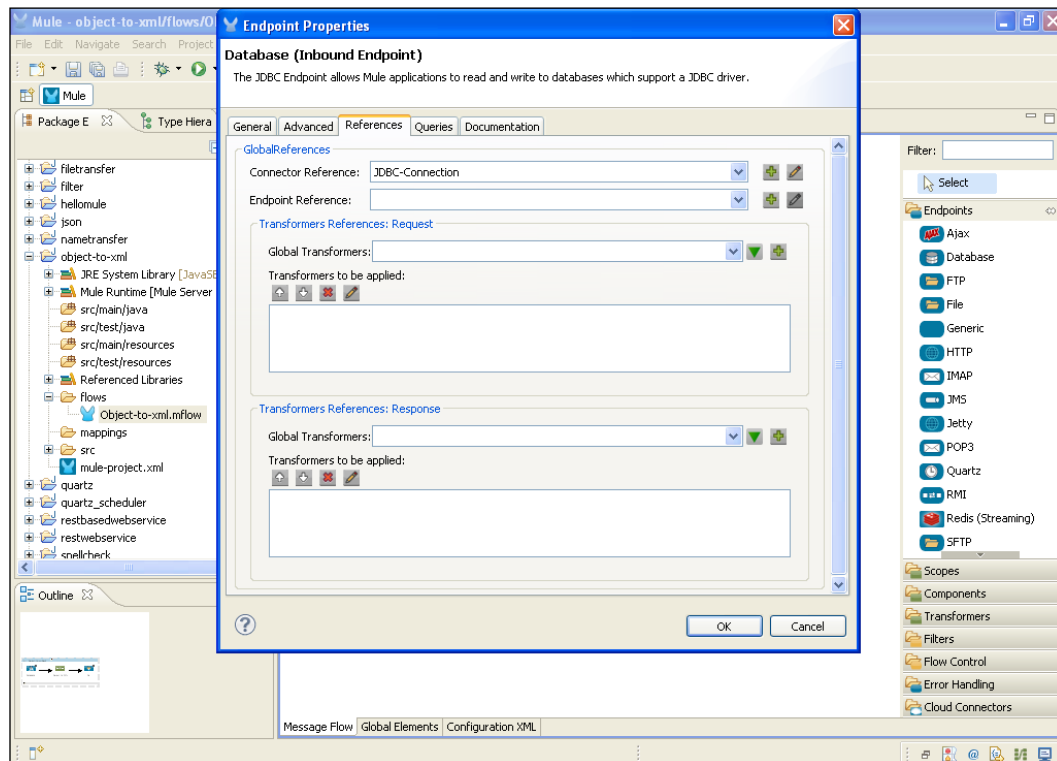 Mule - object-to-xml/flows/O
File Edit Navigate Search Project
Mule
Package E
Type Hiera
filetransfer
filter
hellomule
json
nametransfer
object-to-xml
JRE System Library [JavaSE
Mule Runtime [Mule Server
src/main/java
src/test/java
src/main/resources
src/test/resources
Referenced Libraries
flows
Object-to-xml.mflow
mappings
src
mule-project.xml
quartz
quartz_scheduler
restbasedwebservice
restwebservice
spellcheck
Outline
Endpoint Properties
Database (Inbound Endpoint)
The JDBC Endpoint allows Mule applications to read and write to databases which support a JDBC driver.
General Advanced References Queries Documentation
GlobalReferences
Connector Reference: JDBC-Connection
Endpoint Reference:
Transformers References: Request
Global Transformers:
Transformers to be applied:
Transformers References: Response
Global Transformers:
Transformers to be applied:
OK Cancel
Message Flow Global Elements Configuration XML
Filter:
Select
Endpoints
Ajax
Database
FTP
File
Generic
HTTP
IMAP
JMS
Jetty
POP3
Quartz
RMI
Redis (Streaming)
SFTP
Scopes
Components
Transformers
Filters
Flow Control
Error Handling
Cloud Connectors